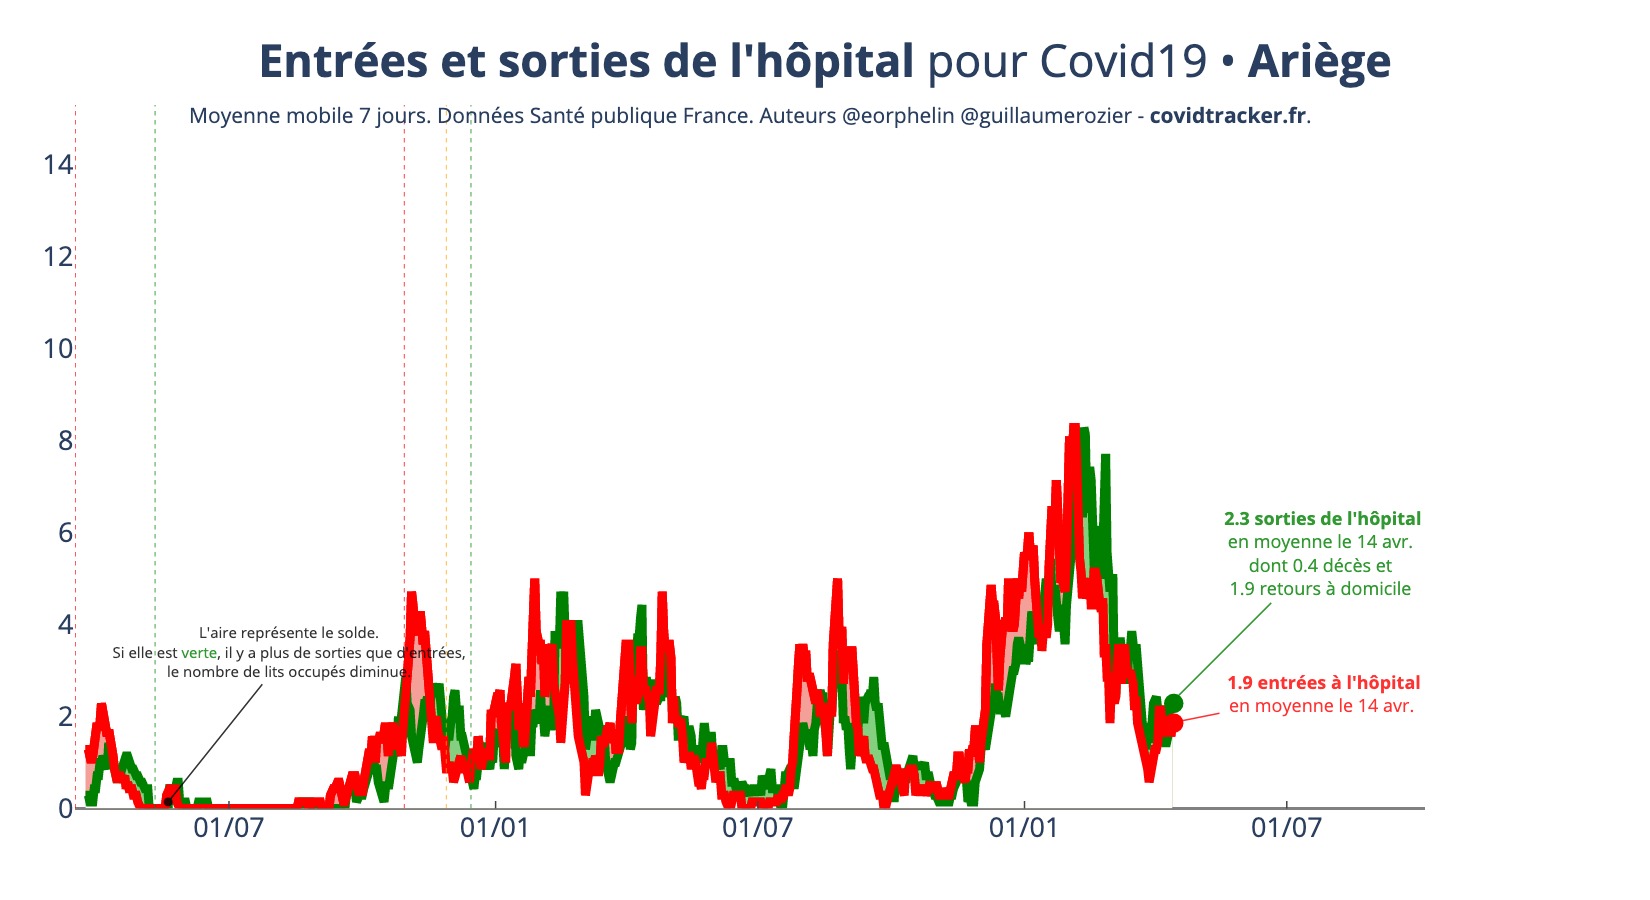 Entrées et sorties de l'hôpital pour Covid19 • Ariège
Moyenne mobile 7 jours. Données Santé publique France. Auteurs @eorphelin @guillaumerozier - covidtracker.fr.
14
12
10
8
6
4
2
0
L'aire représente le solde.
Si elle est verte, il y a plus de sorties que d'entrées,
le nombre de lits occupés diminue.
2.3 sorties de l'hôpital
en moyenne le 14 avr.
dont 0.4 décès et
1.9 retours à domicile
1.9 entrées à l'hôpital
en moyenne le 14 avr.
01/07
01/01
01/07
01/01
01/07